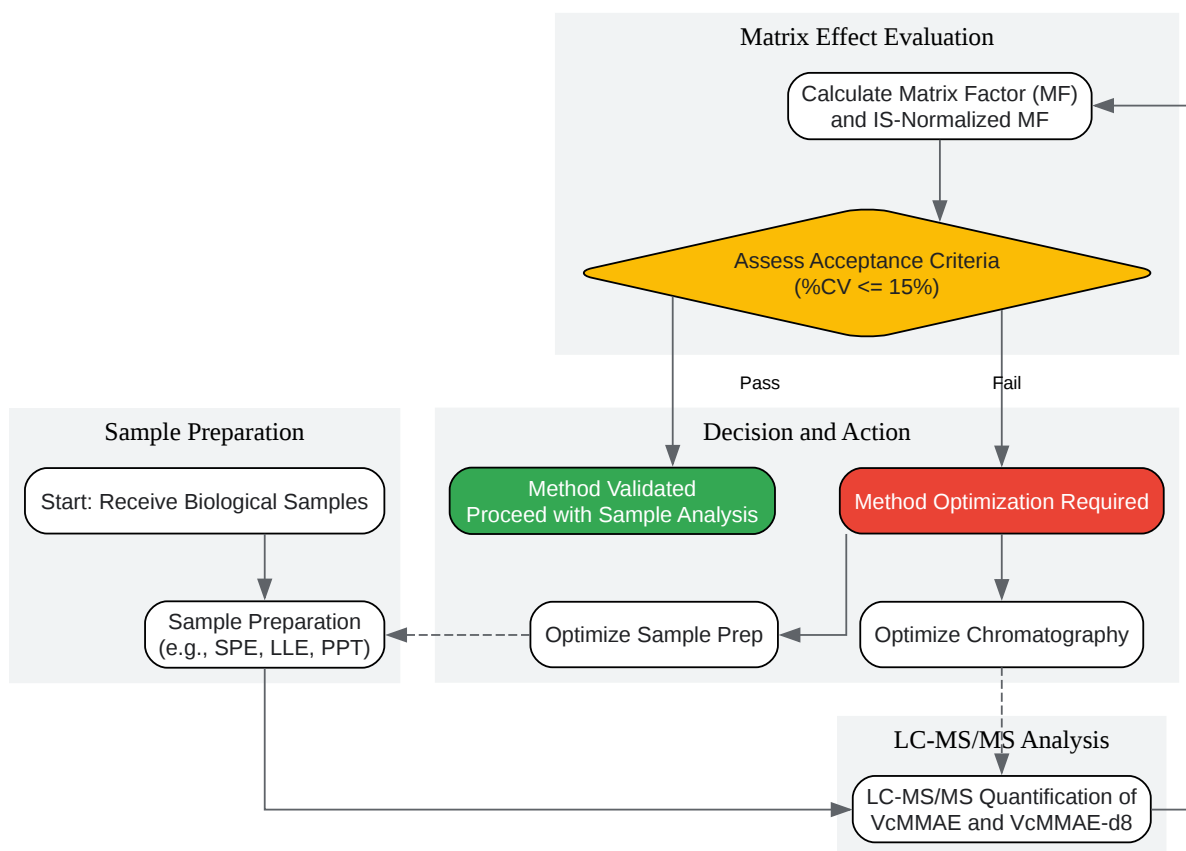 Matrix Effect Evaluation
Calculate Matrix Factor (MF)
and IS-Normalized MF
Assess Acceptance Criteria
(%CV <= 15%)
Pass
Fail
Sample Preparation
Start: Receive Biological Samples
Sample Preparation
(e.g., SPE, LLE, PPT)
Decision and Action
Method Validated
Proceed with Sample Analysis
Method Optimization Required
Optimize Sample Prep
Optimize Chromatography
LC-MS/MS Analysis
LC-MS/MS Quantification of
VcMMAE and VcMMAE-d8